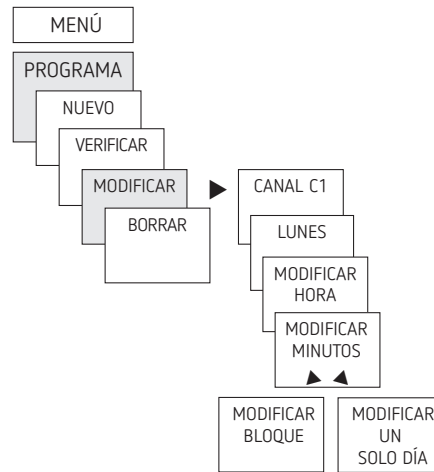 MENÚ
PROGRAMA
NUEVO
VERIFICAR
MODIFICAR
BORRAR
CANAL C1
LUNES
MODIFICAR
HORA
MODIFICAR
MINUTOS
MODIFICAR
BLOQUE
MODIFICAR
UN
SOLO DÍA